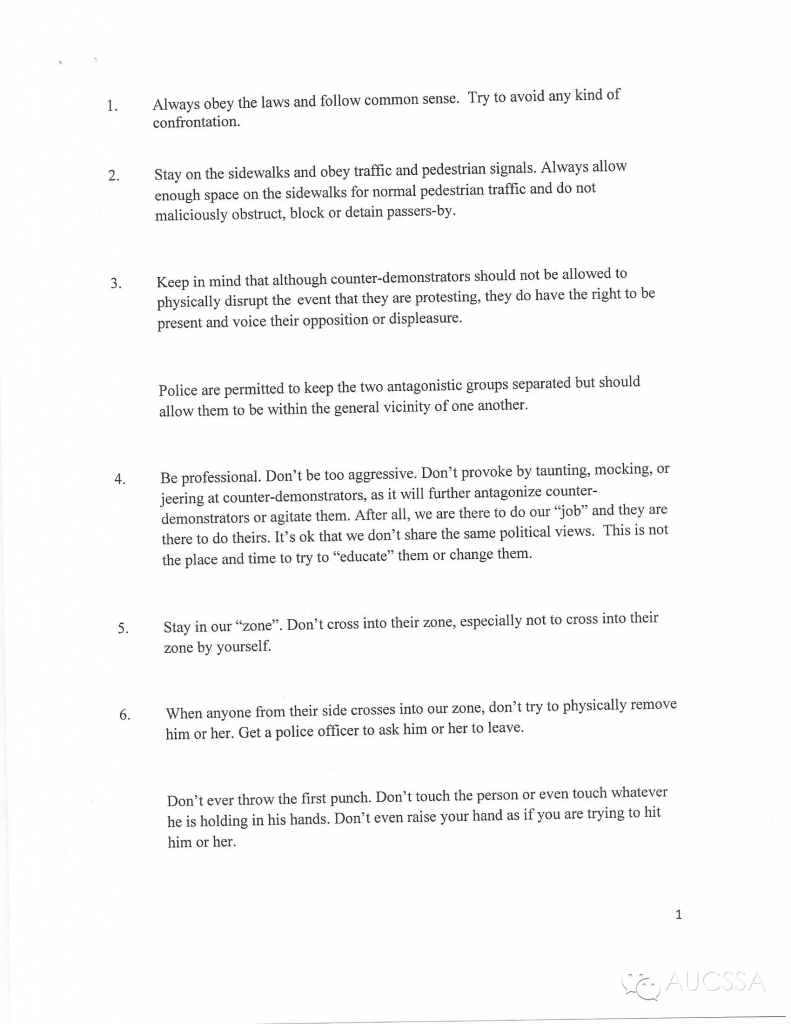 1. Always obey the laws and follow common sense.  Try to avoid any kind of
confrontation.
2. Stay on the sidewalks and obey traffic and pedestrian signals. Always allow
enough space on the sidewalks for normal pedestrian traffic and do not
maliciously obstruct, block or detain passers-by.
3. Keep in mind that although counter-demonstrators should not be allowed to
physically disrupt the event that they are protesting, they do have the right to be
present and voice their opposition or displeasure.
Police are permitted to keep the two antagonistic groups separated but should
allow them to be within the general vicinity of one another.
4. Be professional. Don't be too aggressive. Don't provoke by taunting, mocking, or
jeering at counter-demonstrators, as it will further antagonize counter-
demonstrators or agitate them. After all, we are there to do our “job” and they are
there to do theirs. It's ok that we don't share the same political views.  This is not
the place and time to try to “educate” them or change them.
5. Stay in our “zone”. Don't cross into their zone, especially not to cross into their
zone by yourself.
6. When anyone from their side crosses into our zone, don't try to physically remove
him or her. Get a police officer to ask him or her to leave.
Don't ever throw the first punch. Don't touch the person or even touch whatever
he is holding in his hands. Don't even raise your hand as if you are trying to hit
him or her.
1
AUCSSA